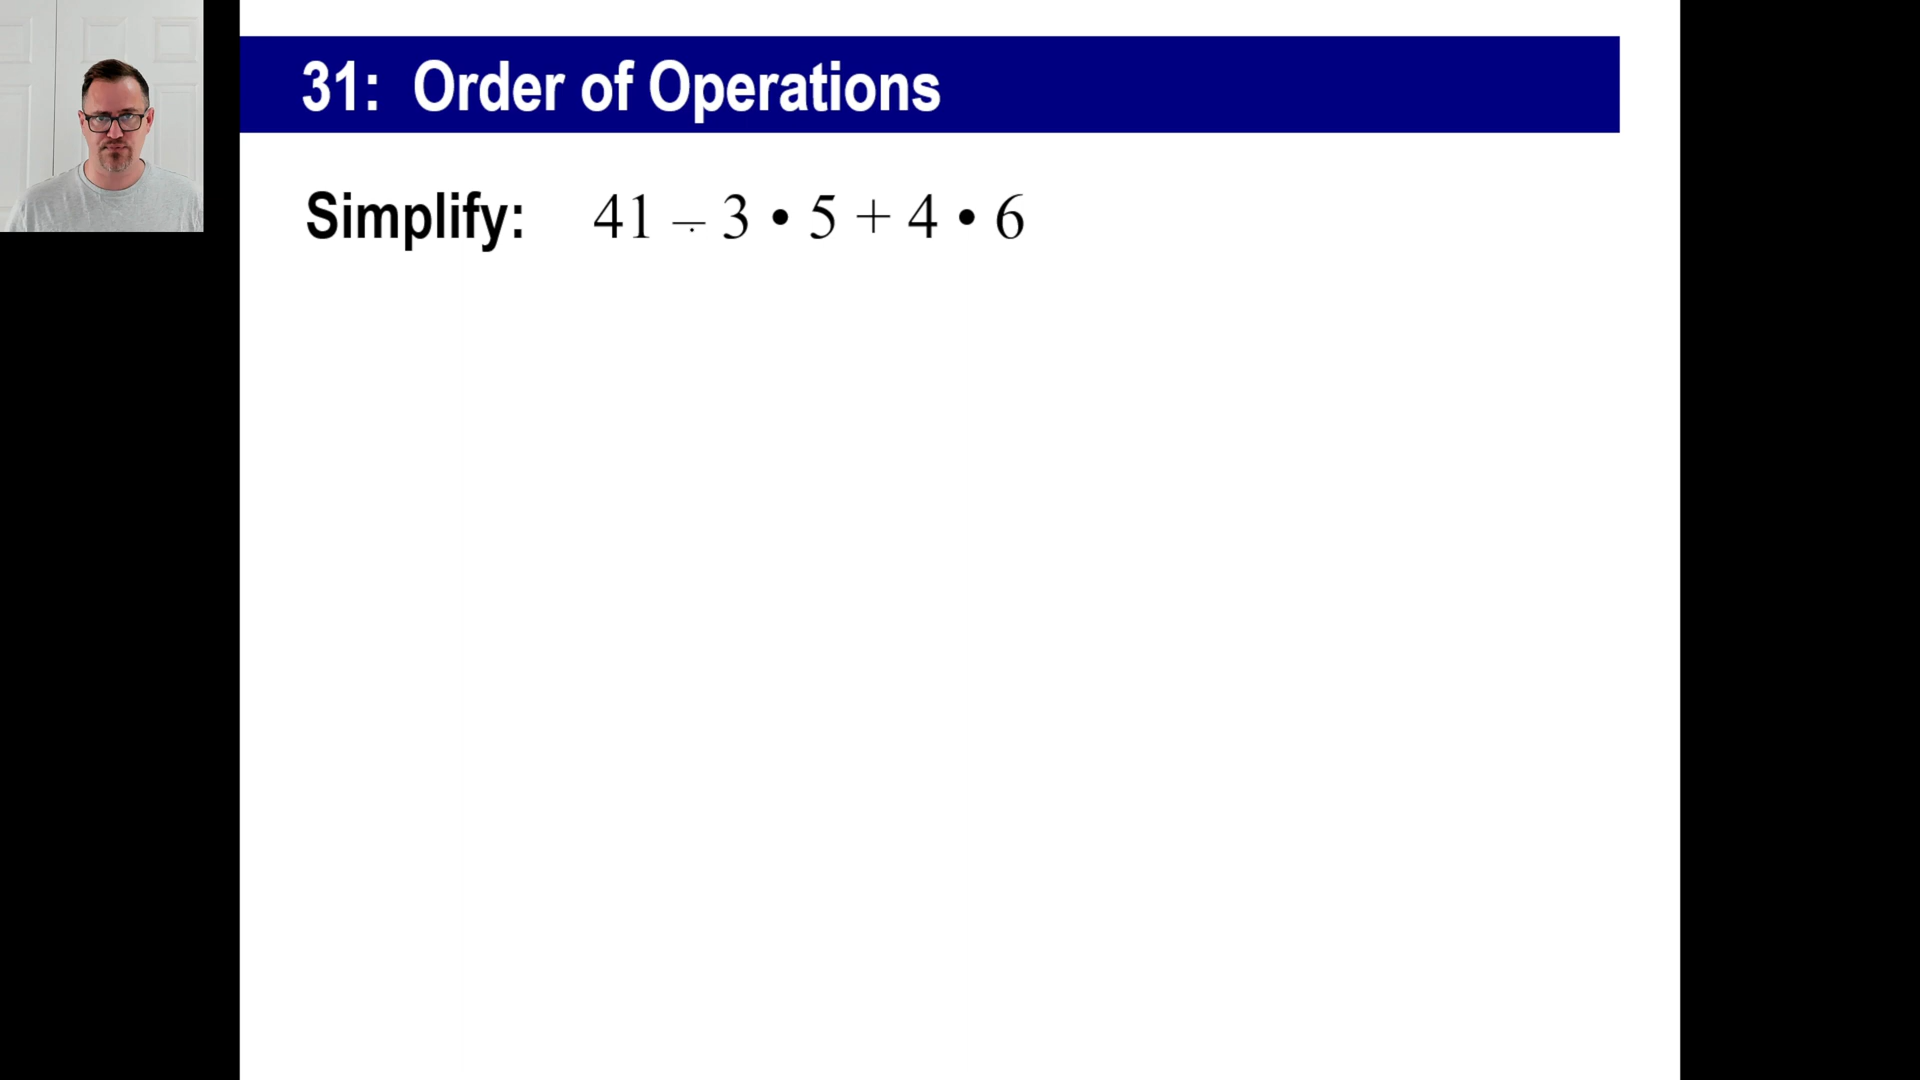 31: Order of Operations
Simplify: 41 – 3 • 5 + 4 • 6